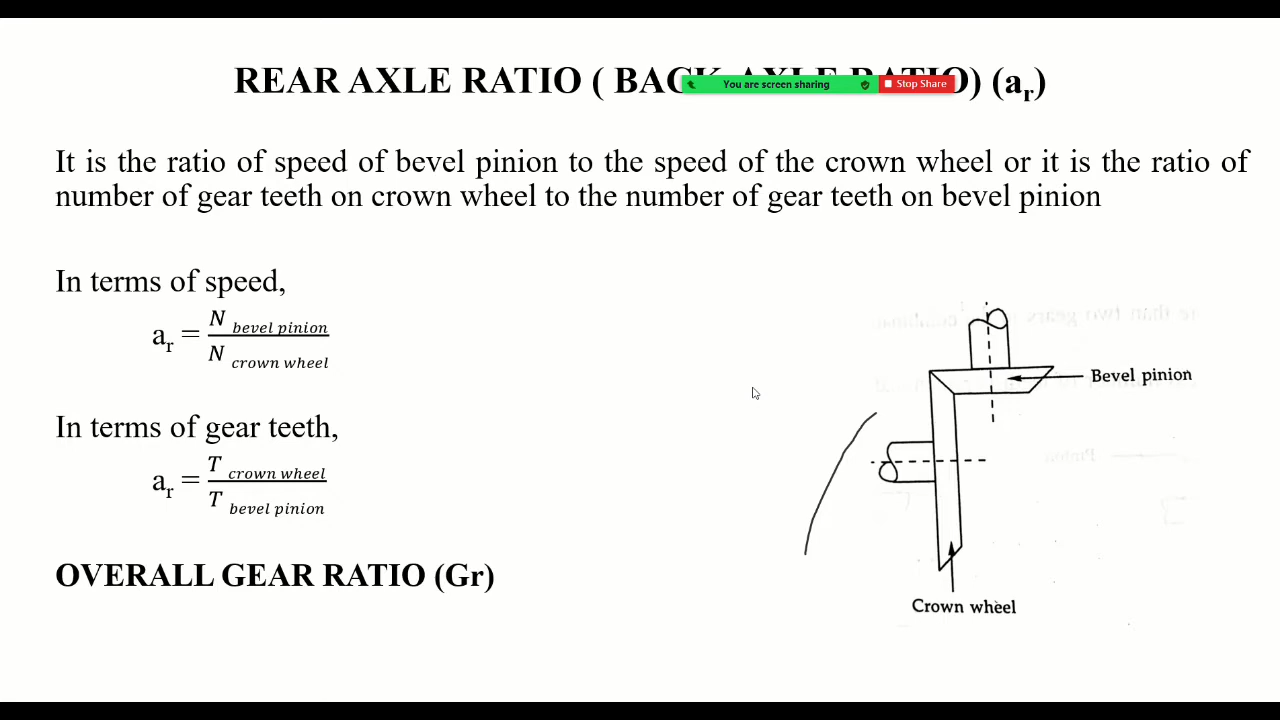 REAR AXLE RATIO ( BACK AXLE RATIO) (ar)
You are screen sharing
Stop Share
It is the ratio of speed of bevel pinion to the speed of the crown wheel or it is the ratio of
number of gear teeth on crown wheel to the number of gear teeth on bevel pinion
In terms of speed,
ar = N bevel pinion
N crown wheel
In terms of gear teeth,
ar = T crown wheel
T bevel pinion
OVERALL GEAR RATIO (Gr)
Bevel pinion
Crown wheel